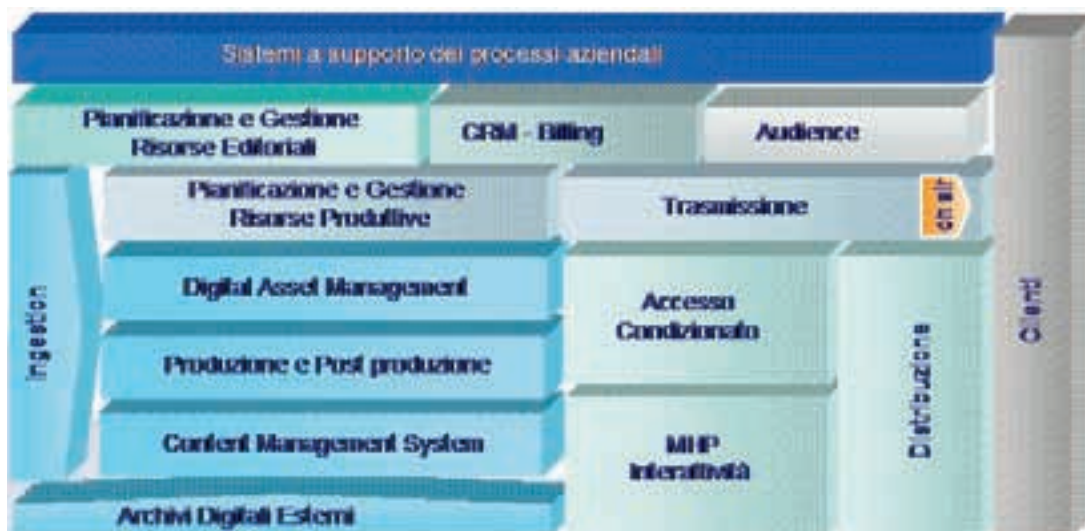 Sistemi a supporto dei processi aziendali
Pianificazione e Gestione
Risorse Editoriali
CRM - Billing
Audience
Pianificazione e Gestione
Risorse Produttive
Trasmissione
on air
Ingestion
Digital Asset Management
Accesso
Condizionato
Produzione e Post produzione
Content Management System
MHP
Interattività
Distribuzione
Clienti
Archivi Digitali Esterni